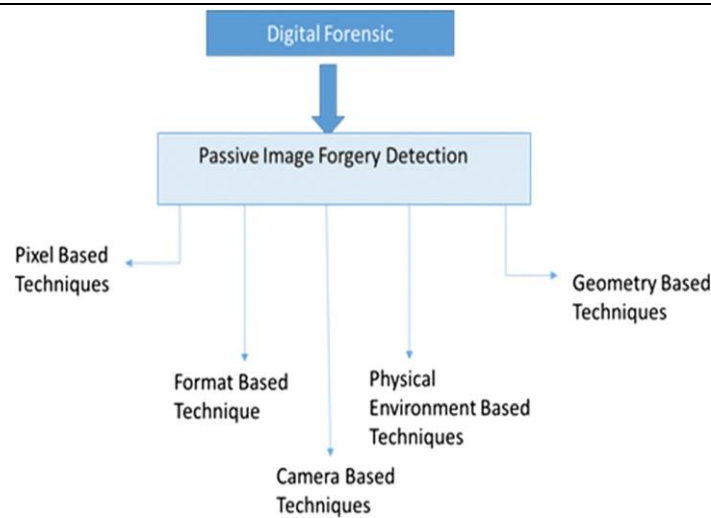 Digital Forensic
Passive Image Forgery Detection
Pixel Based
Techniques
Geometry Based
Techniques
Format Based
Technique
Physical
Environment Based
Techniques
Camera Based
Techniques